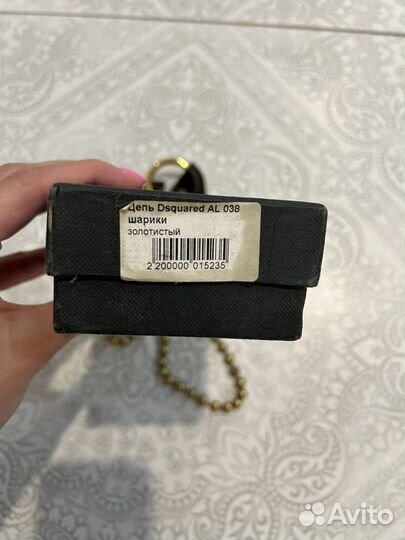 Цепь Dsquared AL 038
шарики
золотистый
2 200000 015235
Avito